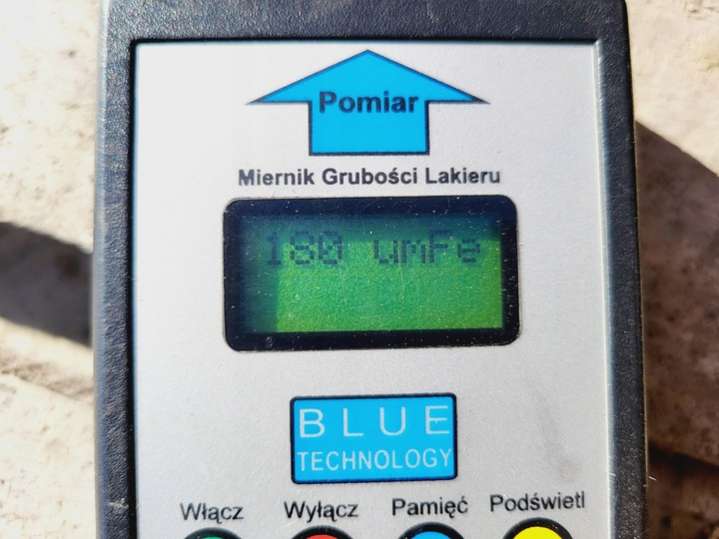 Pomiar
Miernik Grubości Lakieru
180 umFe
BLUE
TECHNOLOGY
Włącz Wyłącz Pamięć Podświetl